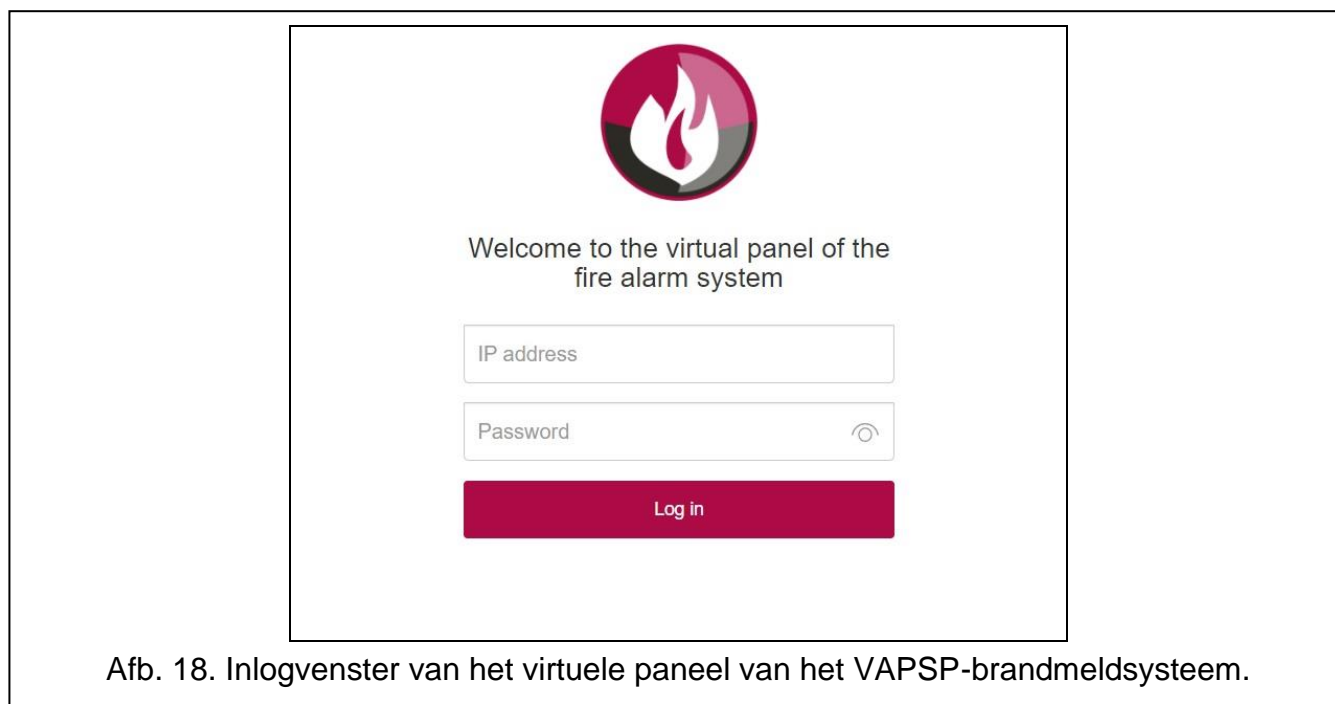 Welcome to the virtual panel of the
fire alarm system
IP address
Password
Log in
Afb. 18. Inlogvenster van het virtuele paneel van het VAPSP-brandmeldsysteem.